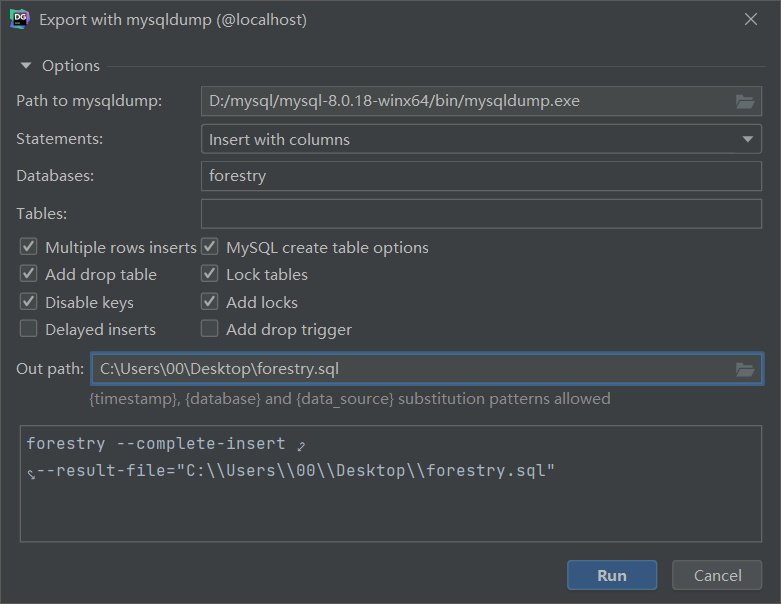 DG
Export with mysqldump (@localhost)
Options
Path to mysqldump: D:/mysql/mysql-8.0.18-winx64/bin/mysqldump.exe
Statements: Insert with columns
Databases: forestry
Tables:
Multiple rows inserts MySQL create table options
Add drop table Lock tables
Disable keys Add locks
Delayed inserts Add drop trigger
Out path: C:\Users\00\Desktop\forestry.sql
{timestamp}, {database} and {data_source} substitution patterns allowed
forestry --complete-insert
--result-file="C:\\Users\\00\\Desktop\\forestry.sql"
Run Cancel